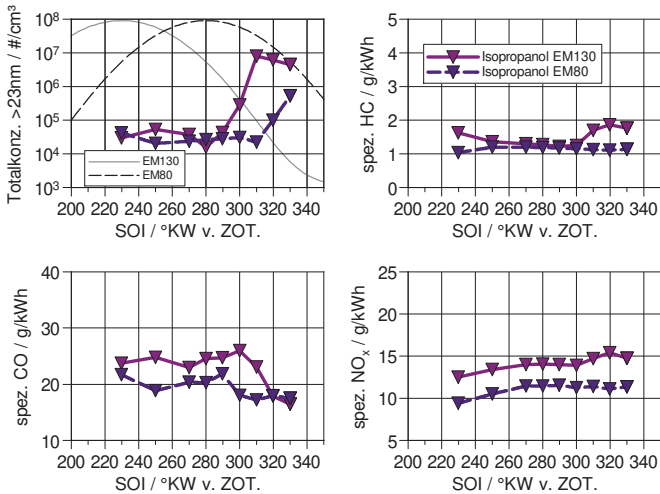 Totalkonz. >23nm / #/cm³
10⁸
10⁷
10⁶
10⁵
10⁴
10³
EM130
EM80
200 220 240 260 280 300 320 340
SOI / °KW v. ZOT.
spez. HC / g/kWh
5
4
3
2
1
0
Isopropanol EM130
Isopropanol EM80
200 220 240 260 280 300 320 340
SOI / °KW v. ZOT.
spez. CO / g/kWh
40
30
20
10
200 220 240 260 280 300 320 340
SOI / °KW v. ZOT.
spez. NOₓ / g/kWh
25
20
15
10
5
200 220 240 260 280 300 320 340
SOI / °KW v. ZOT.